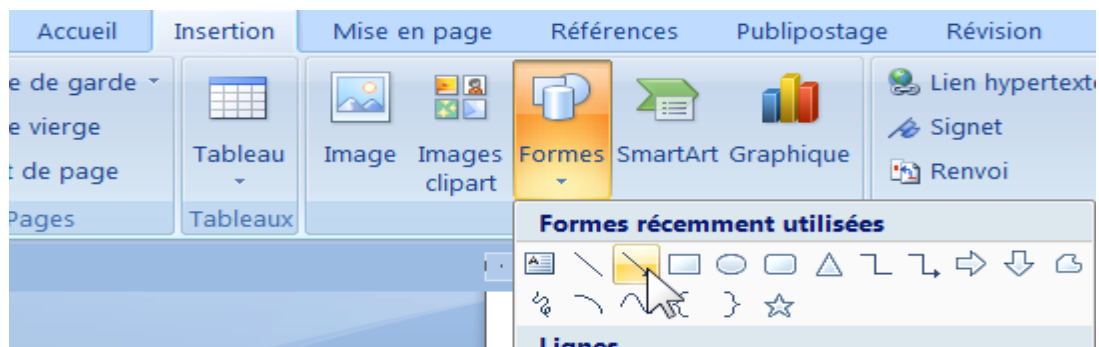 Accueil Insertion Mise en page Références Publipostage Révision
e de garde
e vierge
t de page
Pages
Tableau
Tableaux
Image Images clipart Formes SmartArt Graphique
Lien hypertexte
Signet
Renvoi
Formes récemment utilisées
Lignes